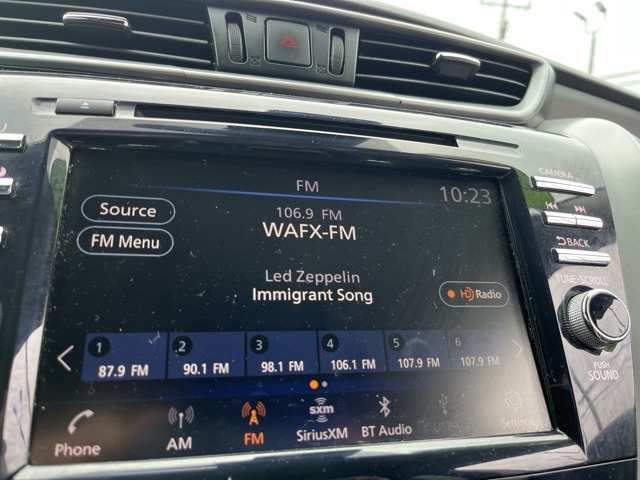 CAMERA
FM
10:23
Source
106.9 FM
WAFX-FM
FM Menu
BACK
Led Zeppelin
Immigrant Song
HD Radio
TUNE·SCROLL
1 2 3 4 5 6
87.9 FM 90.1 FM 98.1 FM 106.1 FM 107.9 FM 107.9 FM
PUSH
SOUND
sxm
Phone AM FM SiriusXM BT Audio USB Settings